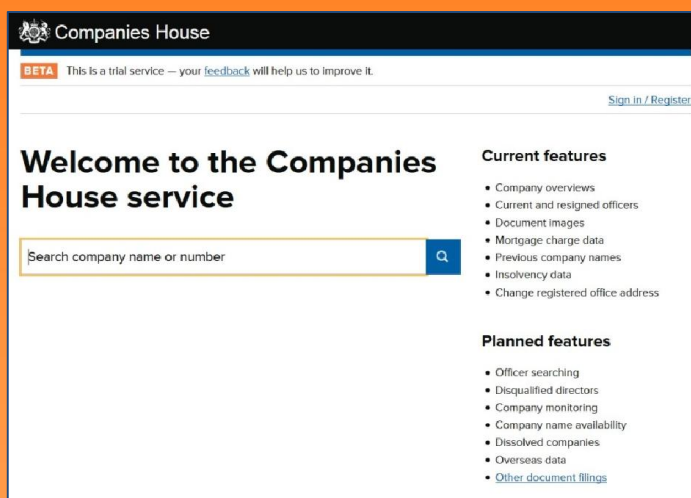 Companies House
BETA This is a trial service — your feedback will help us to improve it.
Sign in / Register
Welcome to the Companies
House service
Search company name or number
Current features
Company overviews
Current and resigned officers
Document images
Mortgage charge data
Previous company names
Insolvency data
Change registered office address
Planned features
Officer searching
Disqualified directors
Company monitoring
Company name availability
Dissolved companies
Overseas data
Other document filings